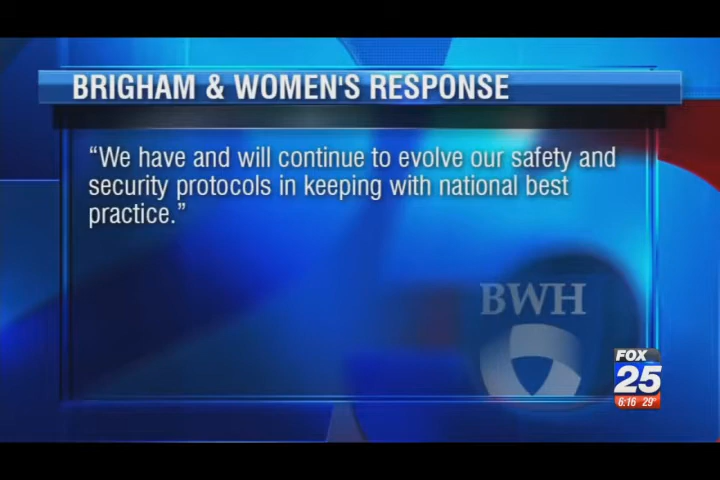 BRIGHAM & WOMEN'S RESPONSE
“We have and will continue to evolve our safety and
security protocols in keeping with national best
practice.”
BWH
FOX
25
6:16 29°